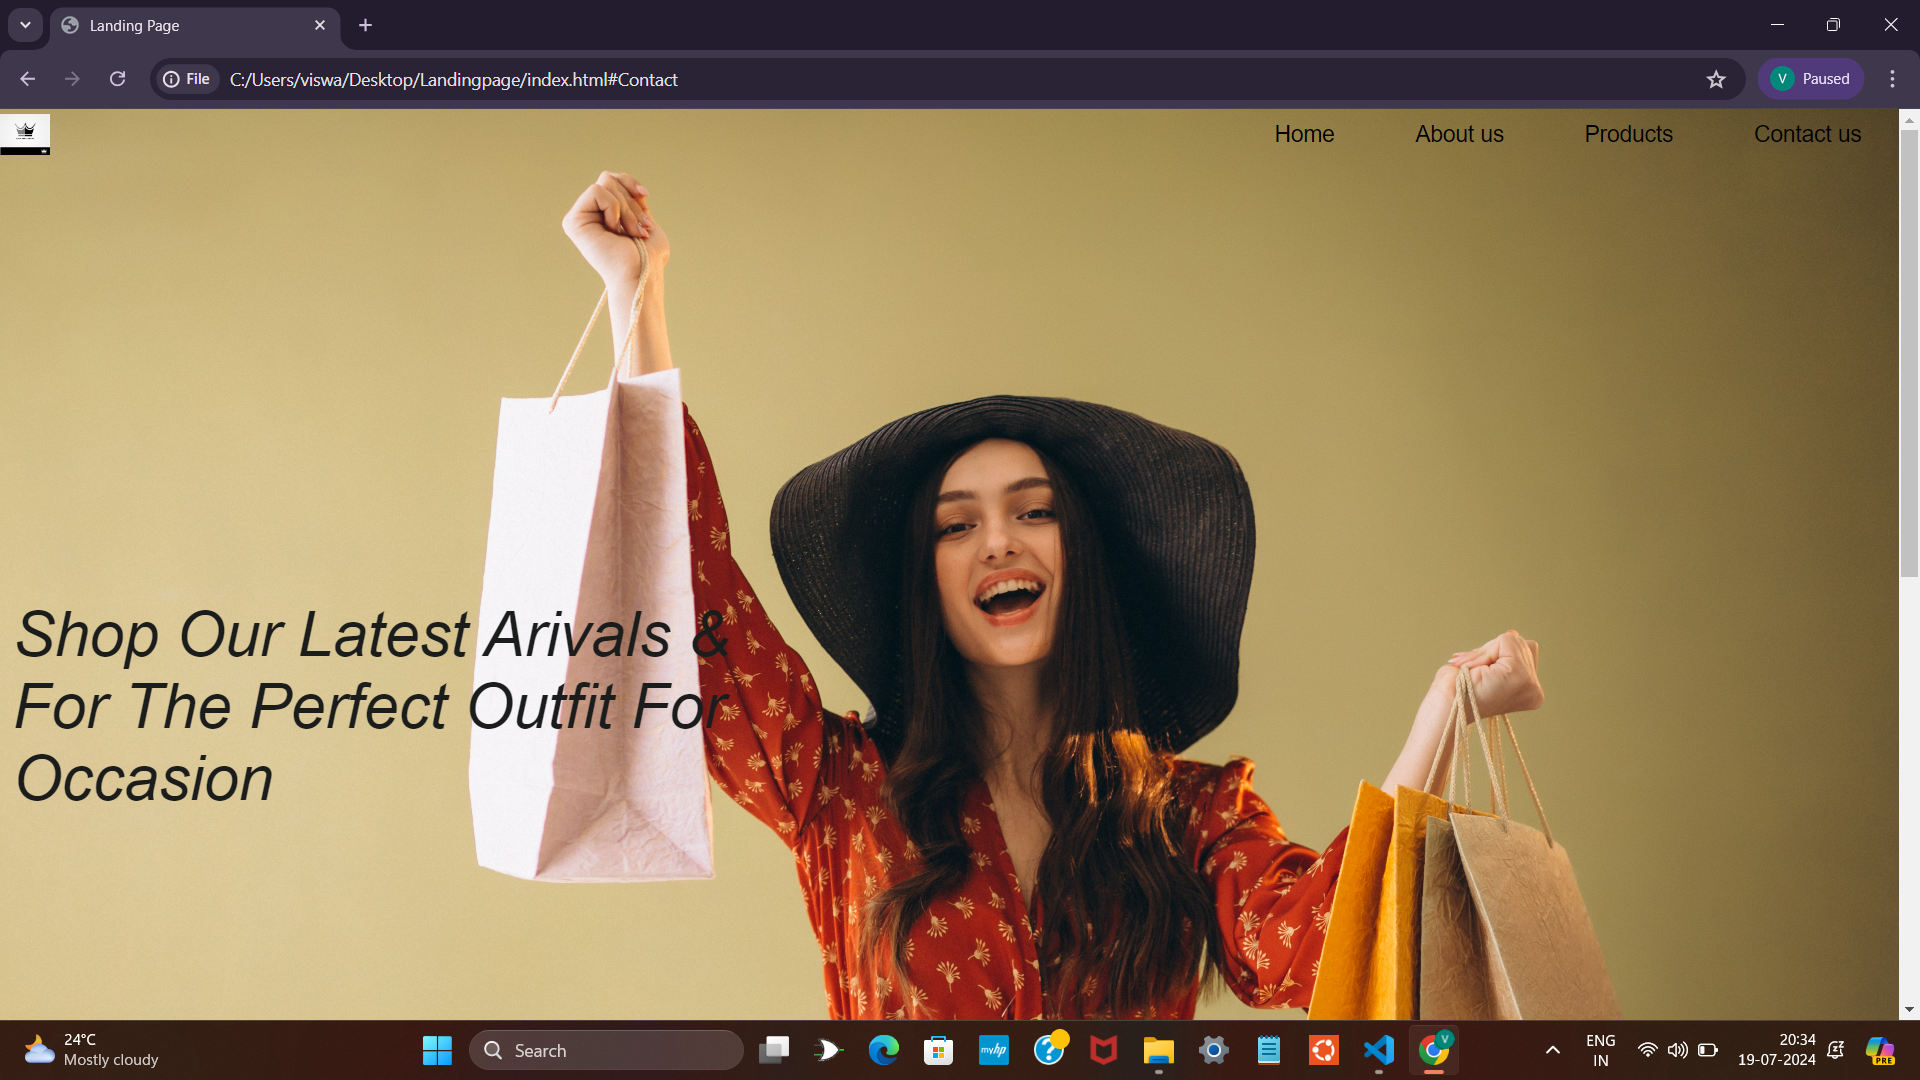 Landing Page
File
C:/Users/viswa/Desktop/Landingpage/index.html#Contact
V
Paused
Home
About us
Products
Contact us
Shop Our Latest Arivals &
For The Perfect Outfit For
Occasion
24°C
Mostly cloudy
Search
myhp
?
V
ENG
IN
20:34
19-07-2024
PRE